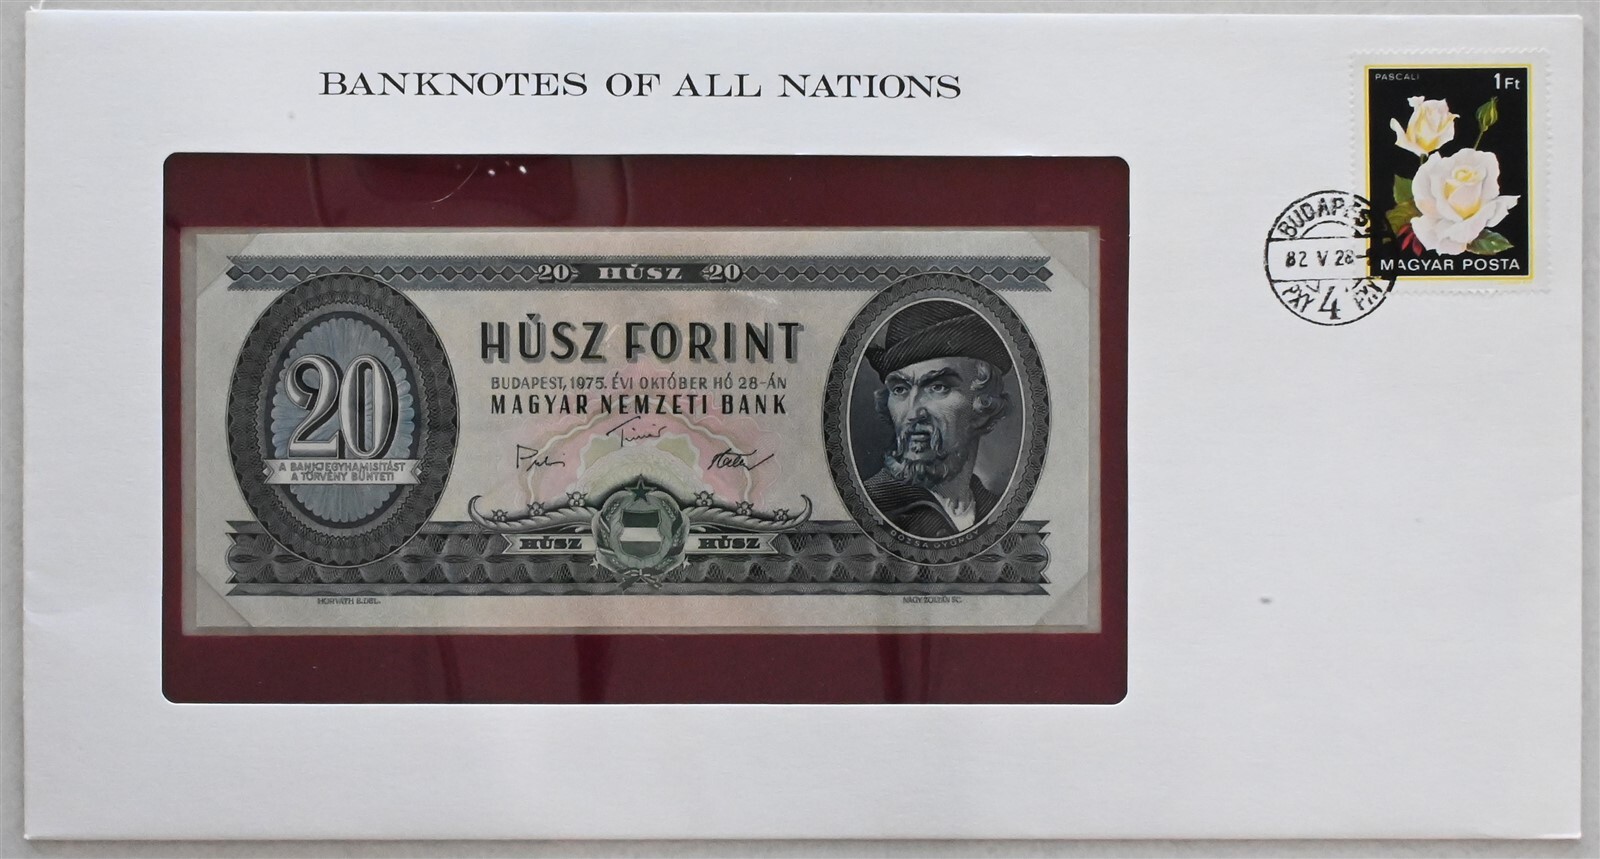 BANKNOTES OF ALL NATIONS
PASCALI
1 Ft
MAGYAR POSTA
BUDAPES
82 V 28
4
20 HÚSZ 20
HÚSZ FORINT
BUDAPEST, 1975. ÉVI OKTÓBER HÓ 28-ÁN
MAGYAR NEMZETI BANK
20
A BANKJEGYHAMISÍTÁST
A TÖRVÉNY BÜNTETI
HÚSZ HÚSZ
DÓZSA GYÖRGY
HORVÁTH E. DEL.
NAGY ZOLTÁN SC.